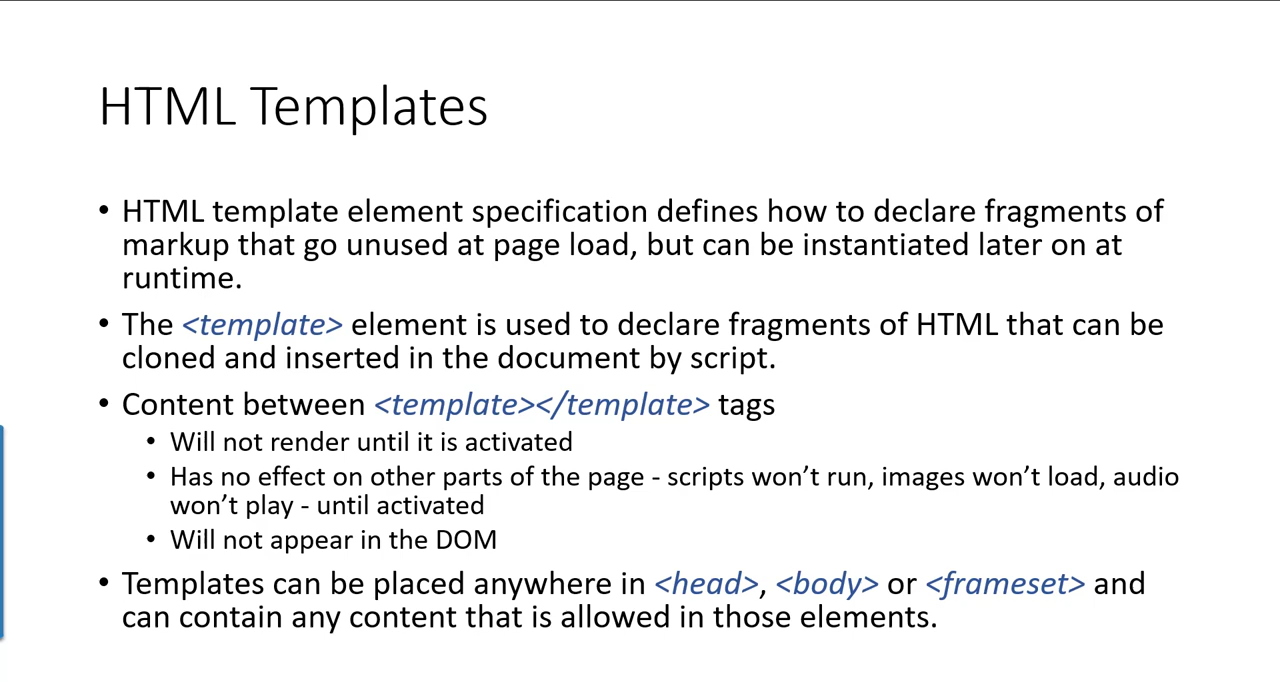 HTML Templates
• HTML template element specification defines how to declare fragments of
markup that go unused at page load, but can be instantiated later on at
runtime.
• The <template> element is used to declare fragments of HTML that can be
cloned and inserted in the document by script.
• Content between <template></template> tags
• Will not render until it is activated
• Has no effect on other parts of the page - scripts won’t run, images won’t load, audio
won’t play - until activated
• Will not appear in the DOM
• Templates can be placed anywhere in <head>, <body> or <frameset> and
can contain any content that is allowed in those elements.